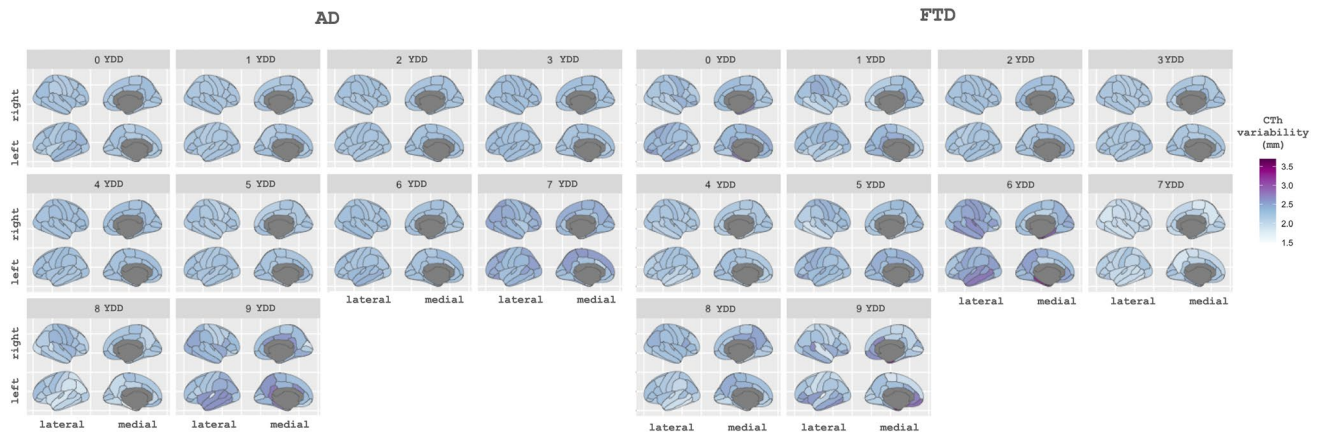 AD FTD
0 YDD 1 YDD 2 YDD 3 YDD 0 YDD 1 YDD 2 YDD 3 YDD
right
left
CTh
variability
(mm)
3.5
3.0
2.5
2.0
1.5
4 YDD 5 YDD 6 YDD 7 YDD 4 YDD 5 YDD 6 YDD 7 YDD
right
left
lateral medial lateral medial lateral medial lateral medial
8 YDD 9 YDD 8 YDD 9 YDD
right
left
right
left
lateral medial lateral medial lateral medial lateral medial